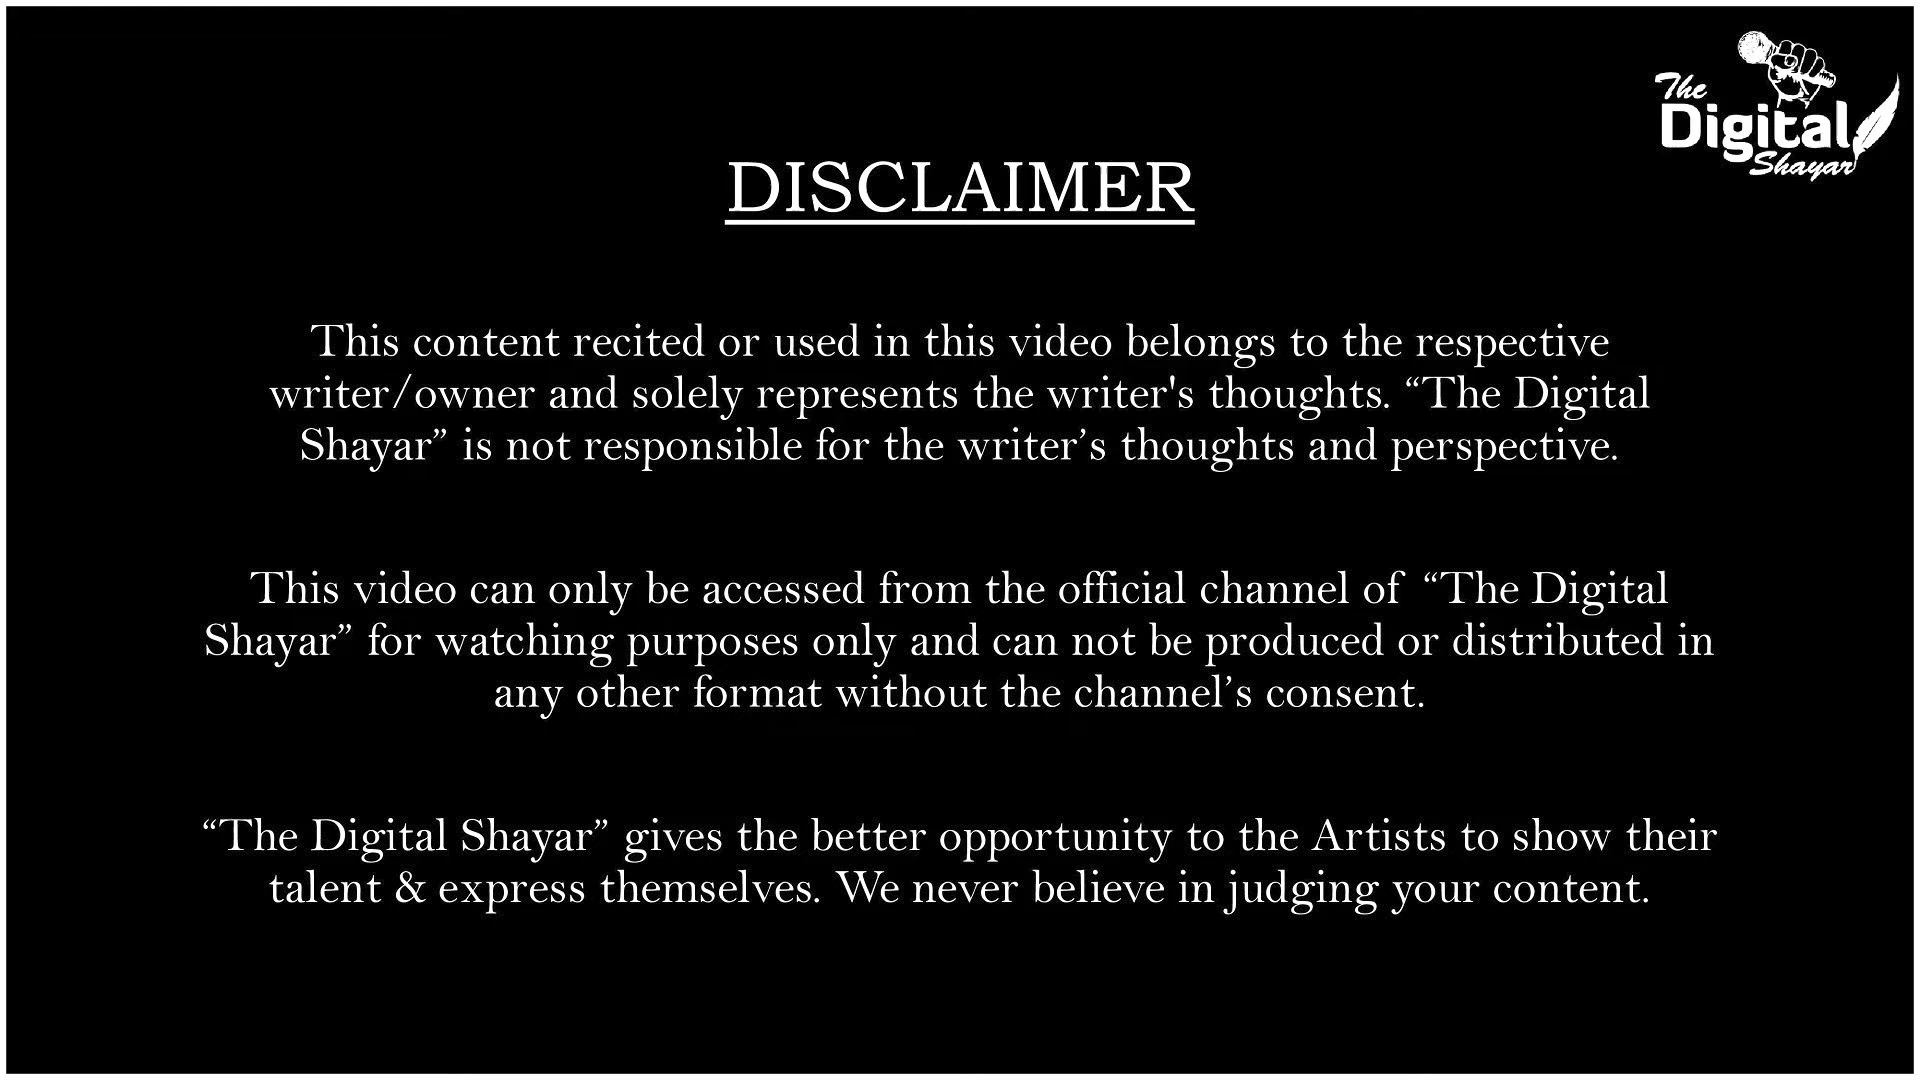 The
Digital
Shayar
DISCLAIMER
This content recited or used in this video belongs to the respective
writer/owner and solely represents the writer's thoughts. “The Digital
Shayar” is not responsible for the writer’s thoughts and perspective.
This video can only be accessed from the official channel of “The Digital
Shayar” for watching purposes only and can not be produced or distributed in
any other format without the channel’s consent.
“The Digital Shayar” gives the better opportunity to the Artists to show their
talent & express themselves. We never believe in judging your content.